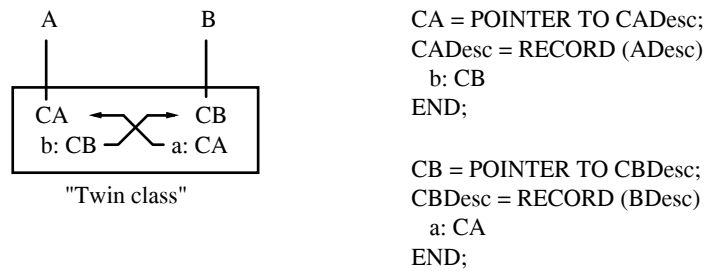 A
B
CA
CB
b: CB
a: CA
"Twin class"
CA = POINTER TO CADesc;
CADesc = RECORD (ADesc)
b: CB
END;
CB = POINTER TO CBDesc;
CBDesc = RECORD (BDesc)
a: CA
END;